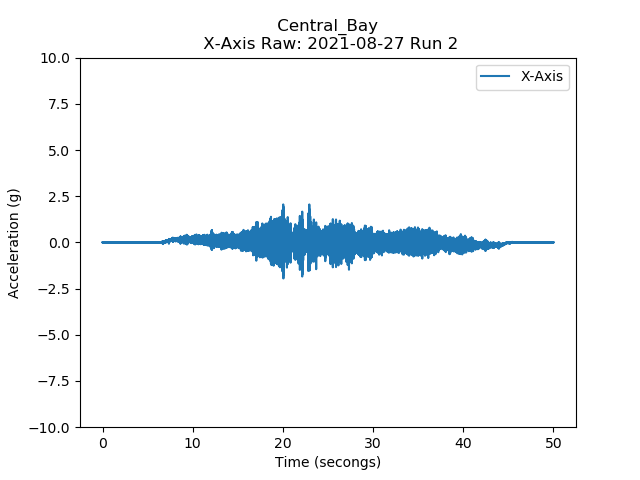 Central_Bay
X-Axis Raw: 2021-08-27 Run 2
X-Axis
Acceleration (g)
10.0
7.5
5.0
2.5
0.0
−2.5
−5.0
−7.5
−10.0
0 10 20 30 40 50
Time (secongs)